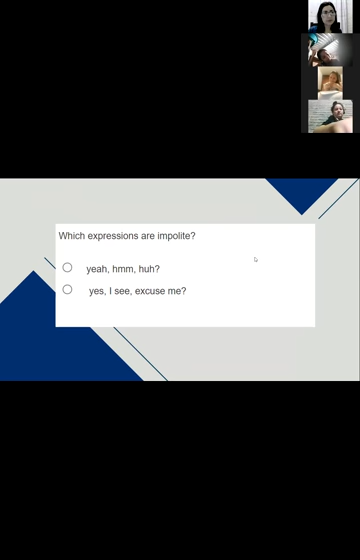 Which expressions are impolite?
yeah, hmm, huh?
yes, I see, excuse me?